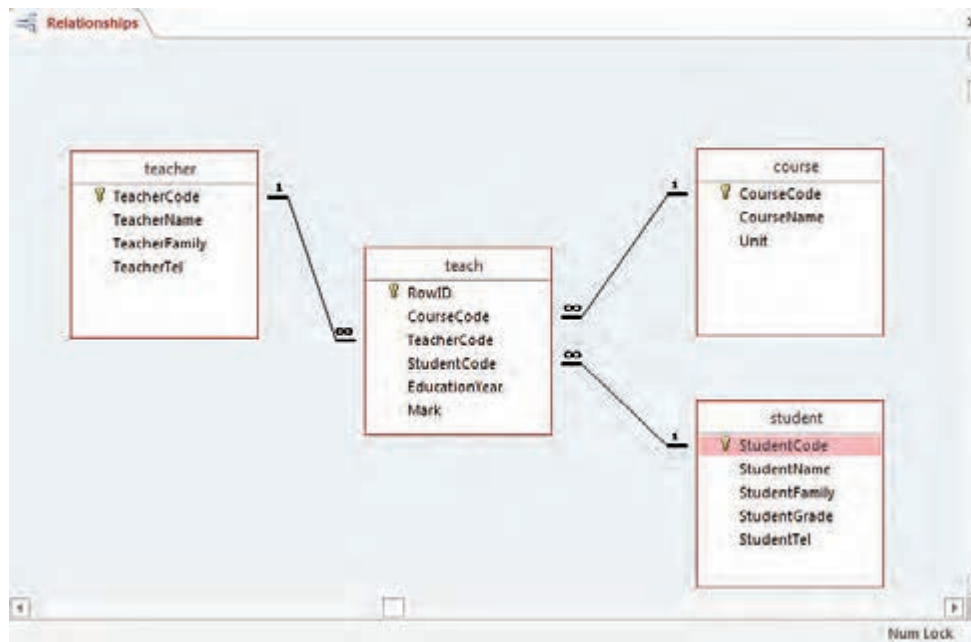 Relationships
teacher
TeacherCode
TeacherName
TeacherFamily
TeacherTel
1
∞
teach
RowID
CourseCode
TeacherCode
StudentCode
EducationYear
Mark
course
CourseCode
CourseName
Unit
1
∞
∞
1
student
StudentCode
StudentName
StudentFamily
StudentGrade
StudentTel
Num Lock